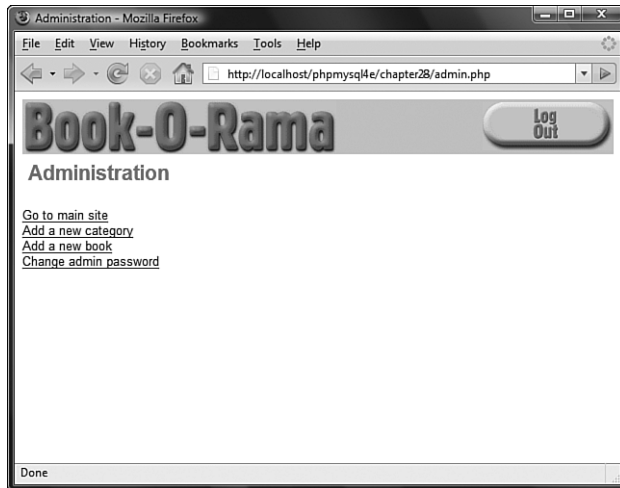 Administration - Mozilla Firefox
File Edit View History Bookmarks Tools Help
http://localhost/phpmysql4e/chapter28/admin.php
Book-O-Rama
Log
Out
Administration
Go to main site
Add a new category
Add a new book
Change admin password
Done